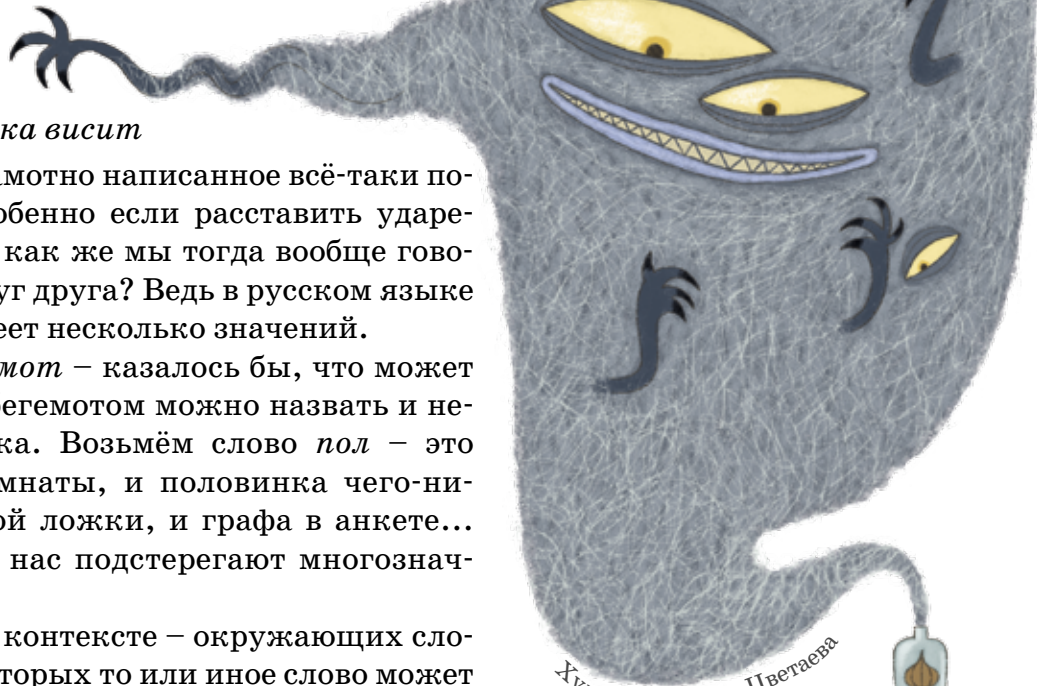 ка висит
амотно написанное всё-таки по-
обенно если расставить ударе-
как же мы тогда вообще гово-
уг друга? Ведь в русском языке
еет несколько значений.
мот – казалось бы, что может
регемотом можно назвать и не-
ка. Возьмём слово пол – это
мнаты, и половинка чего-ни-
ой ложки, и графа в анкете...
нас подстерегают многознач-
контексте – окружающих сло-
торых то или иное слово может
Ху
Цветаева